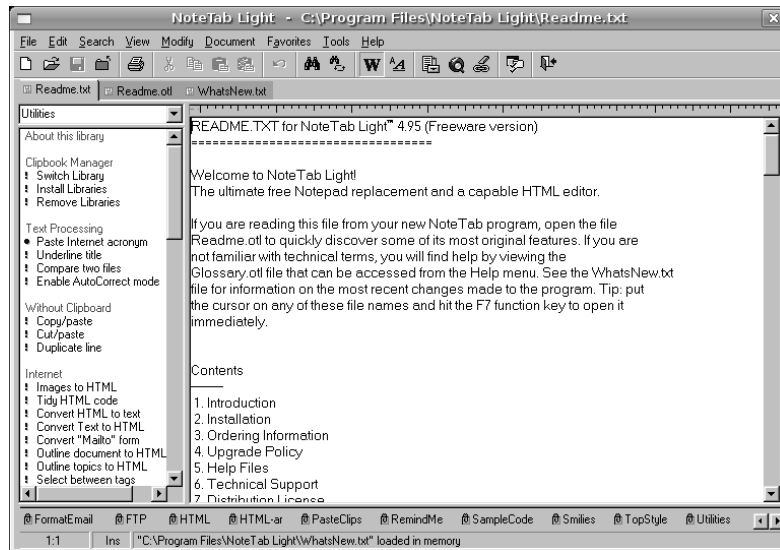 NoteTab Light - C:\Program Files\NoteTab Light\Readme.txt
File Edit Search View Modify Document Favorites Tools Help
Readme.txt Readme.otl WhatsNew.txt
Utilities
About this library
Clipbook Manager
Switch Library
Install Libraries
Remove Libraries
Text Processing
Paste Internet acronym
Underline title
Compare two files
Enable AutoCorrect mode
Without Clipboard
Copy/paste
Cut/paste
Duplicate line
Internet
Images to HTML
Tidy HTML code
Convert HTML to text
Convert Text to HTML
Convert "Mailto" form
Outline document to HTML
Outline topics to HTML
Select between tags
README.TXT for NoteTab Light™ 4.95 (Freeware version)
==================================
Welcome to NoteTab Light!
The ultimate free Notepad replacement and a capable HTML editor.
If you are reading this file from your new NoteTab program, open the file
Readme.otl to quickly discover some of its most original features. If you are
not familiar with technical terms, you will find help by viewing the
Glossary.otl file that can be accessed from the Help menu. See the WhatsNew.txt
file for information on the most recent changes made to the program. Tip: put
the cursor on any of these file names and hit the F7 function key to open it
immediately.
Contents
1. Introduction
2. Installation
3. Ordering Information
4. Upgrade Policy
5. Help Files
6. Technical Support
7. Distribution License
FormatEmail FTP HTML HTML-ar PasteClips RemindMe SampleCode Smilies TopStyle Utilities
1:1 Ins "C:\Program Files\NoteTab Light\WhatsNew.txt" loaded in memory